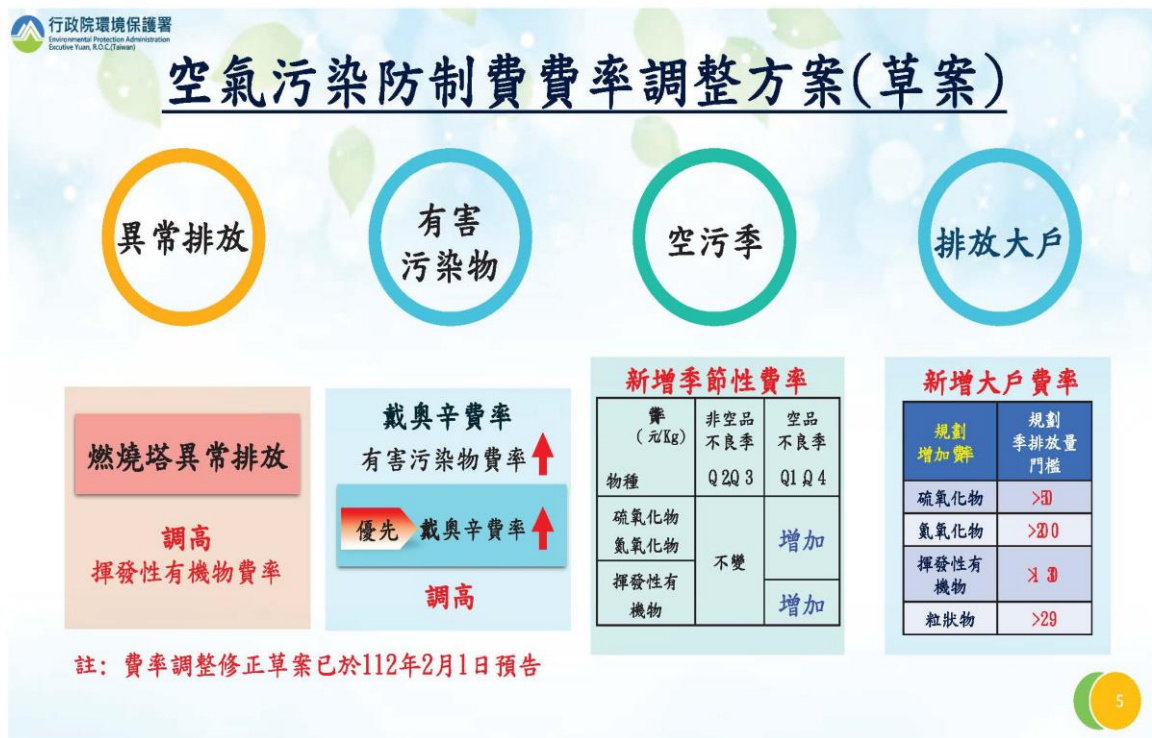 行政院環境保護署
Environmental Protection Administration
Excutive Yuan, R.O.C.(Taiwan)
空氣污染防制費費率調整方案(草案)
異常排放
有害
污染物
空污季
排放大戶
燃燒塔異常排放
調高
揮發性有機物費率
戴奧辛費率
有害污染物費率
優先 戴奧辛費率
調高
新增季節性費率
(元/Kg)
物種
非空品
不良季
Q2,Q3
空品
不良季
Q1,Q4
硫氧化物
氮氧化物
不變
增加
揮發性有
機物
增加
新增大戶費率
規劃
增加費率
規劃
季排放量
門檻
硫氧化物
氮氧化物
揮發性有
機物
粒狀物 >29
註: 費率調整修正草案已於112年2月1日預告
5